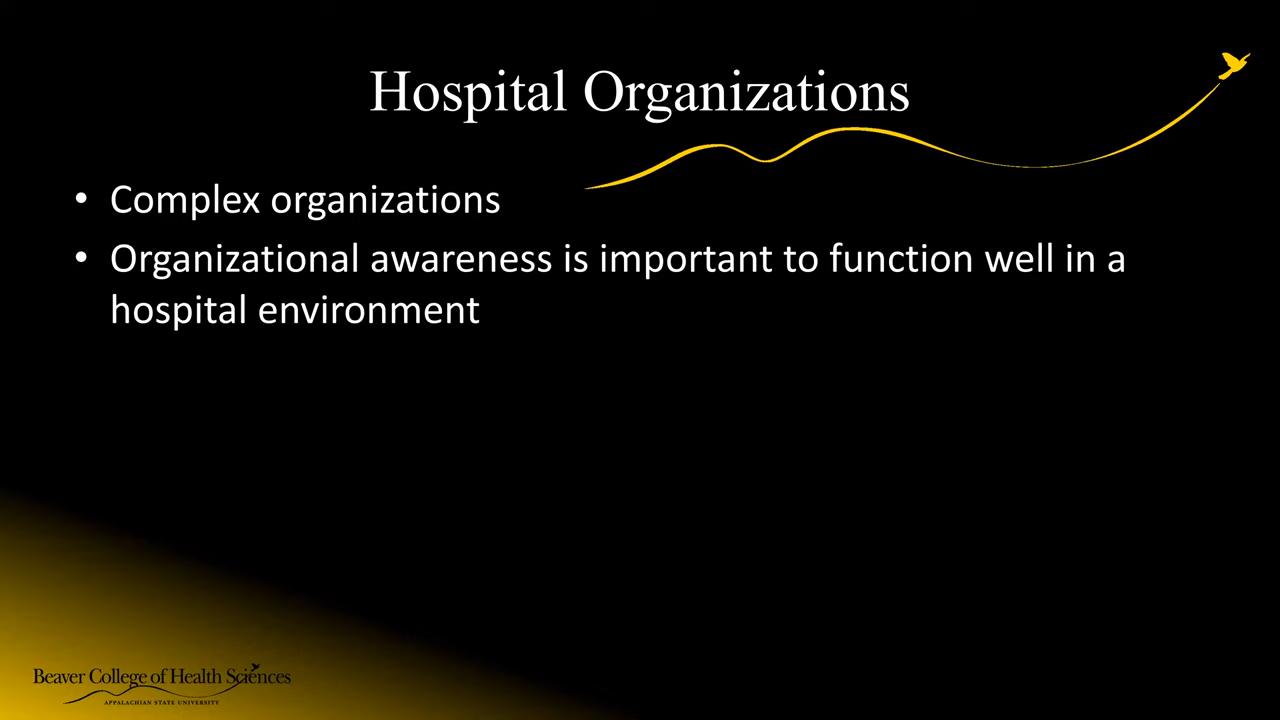 Hospital Organizations
• Complex organizations
• Organizational awareness is important to function well in a
hospital environment
Beaver College of Health Sciences
APPALACHIAN STATE UNIVERSITY